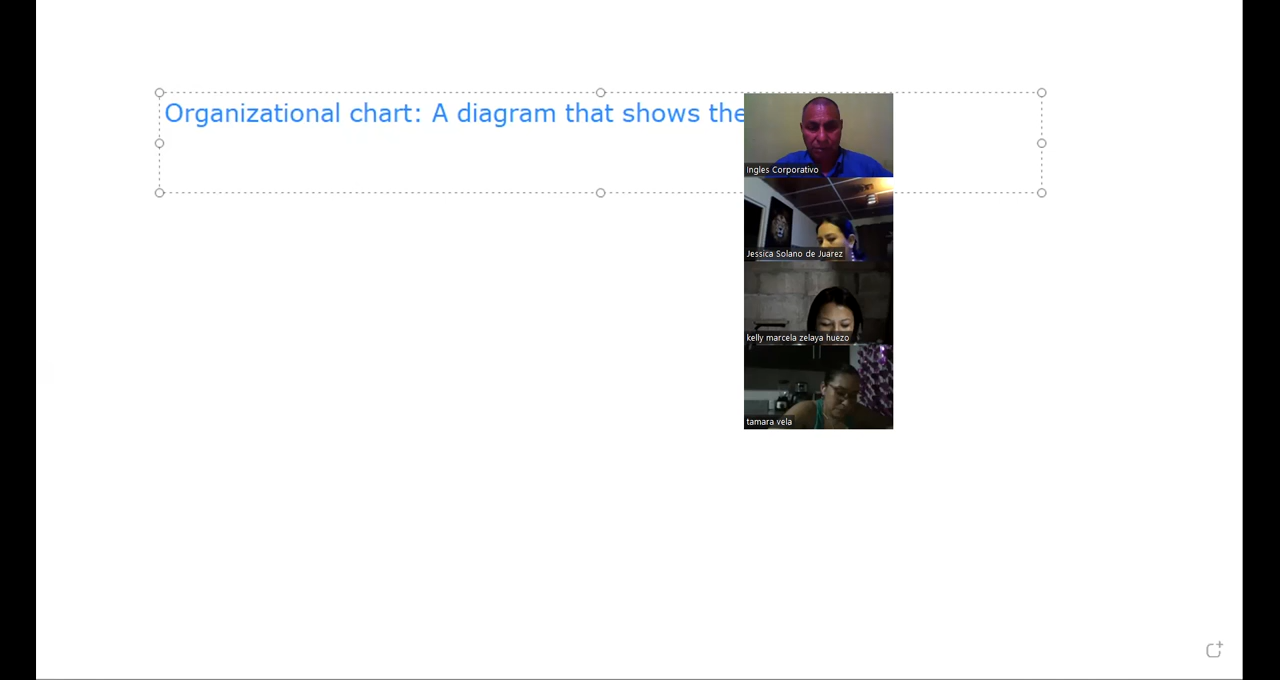 Organizational chart: A diagram that shows the
Ingles Corporativo
Jessica Solano de Juarez
kelly marcela zelaya huezo
tamara vela